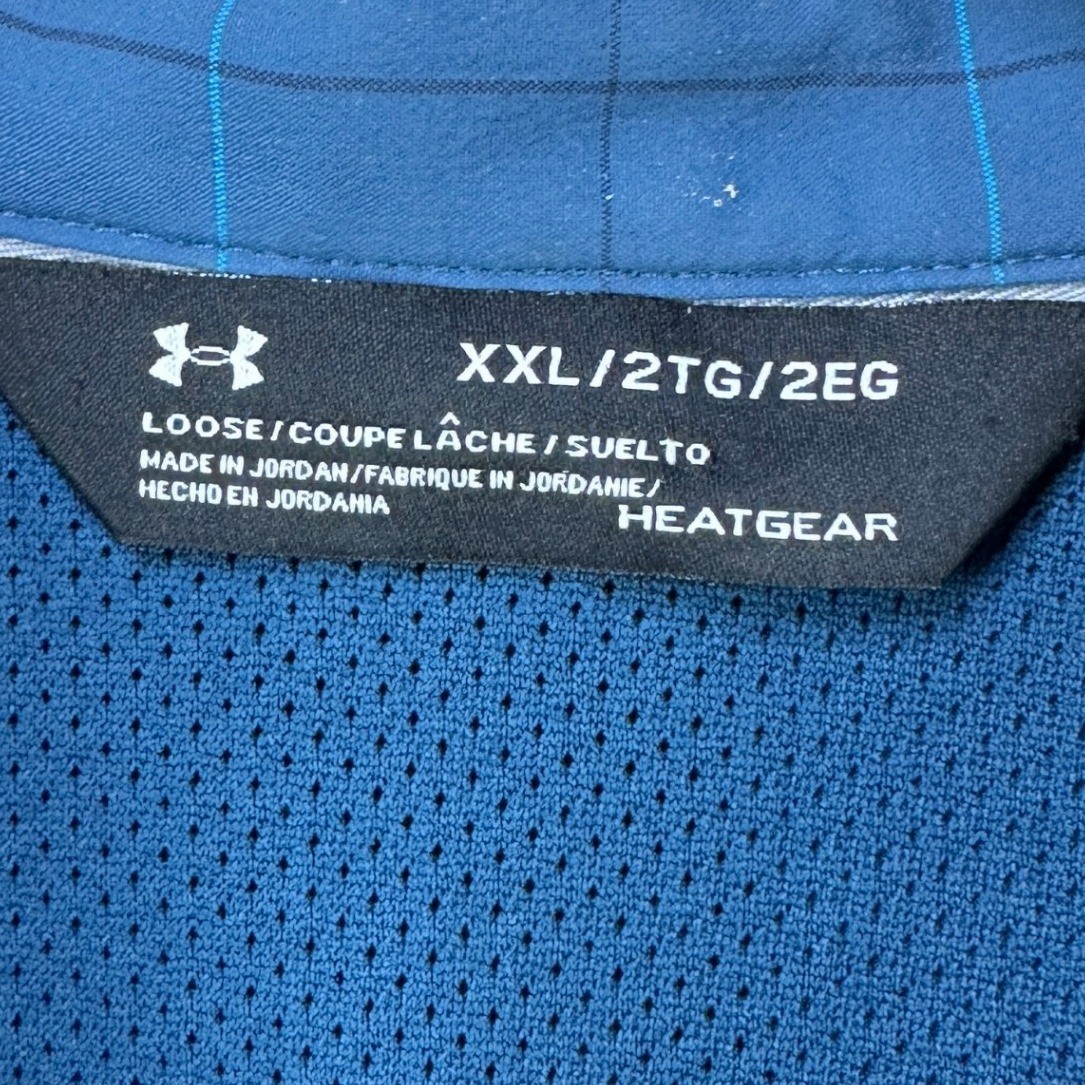 XXL/2TG/2EG
LOOSE/COUPE LÂCHE/SUELTO
MADE IN JORDAN/FABRIQUE IN JORDANIE/
HECHO EN JORDANIA
HEATGEAR